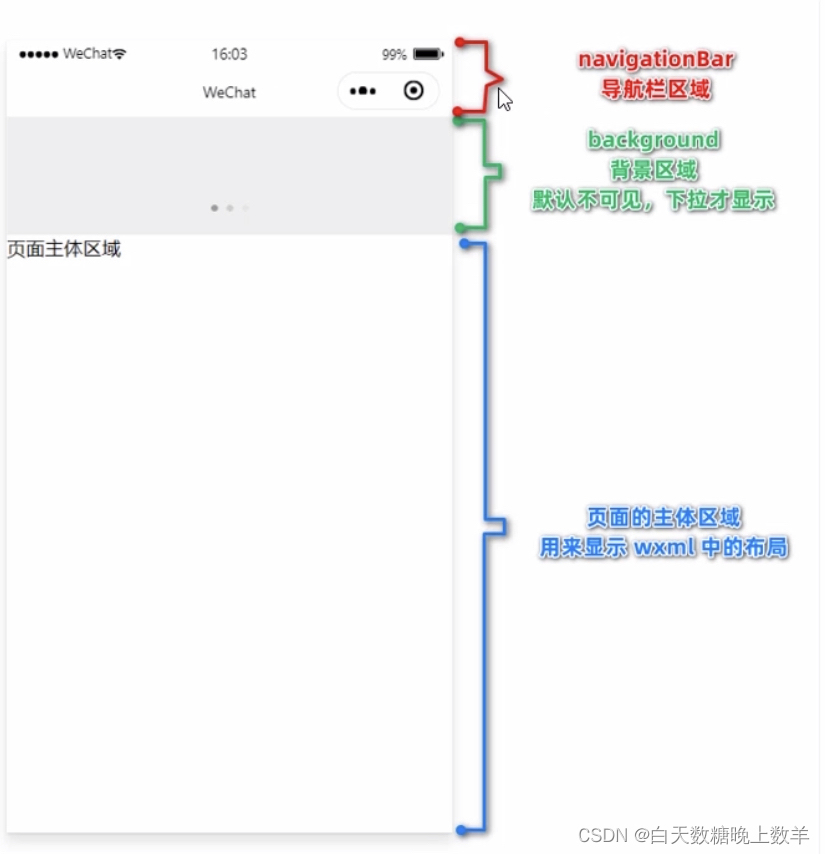 WeChat 16:03 99%
WeChat
页面主体区域
navigationBar
导航栏区域
background
背景区域
默认不可见，下拉才显示
页面的主体区域
用来显示 wxml 中的布局
CSDN @白天数糖晚上数羊